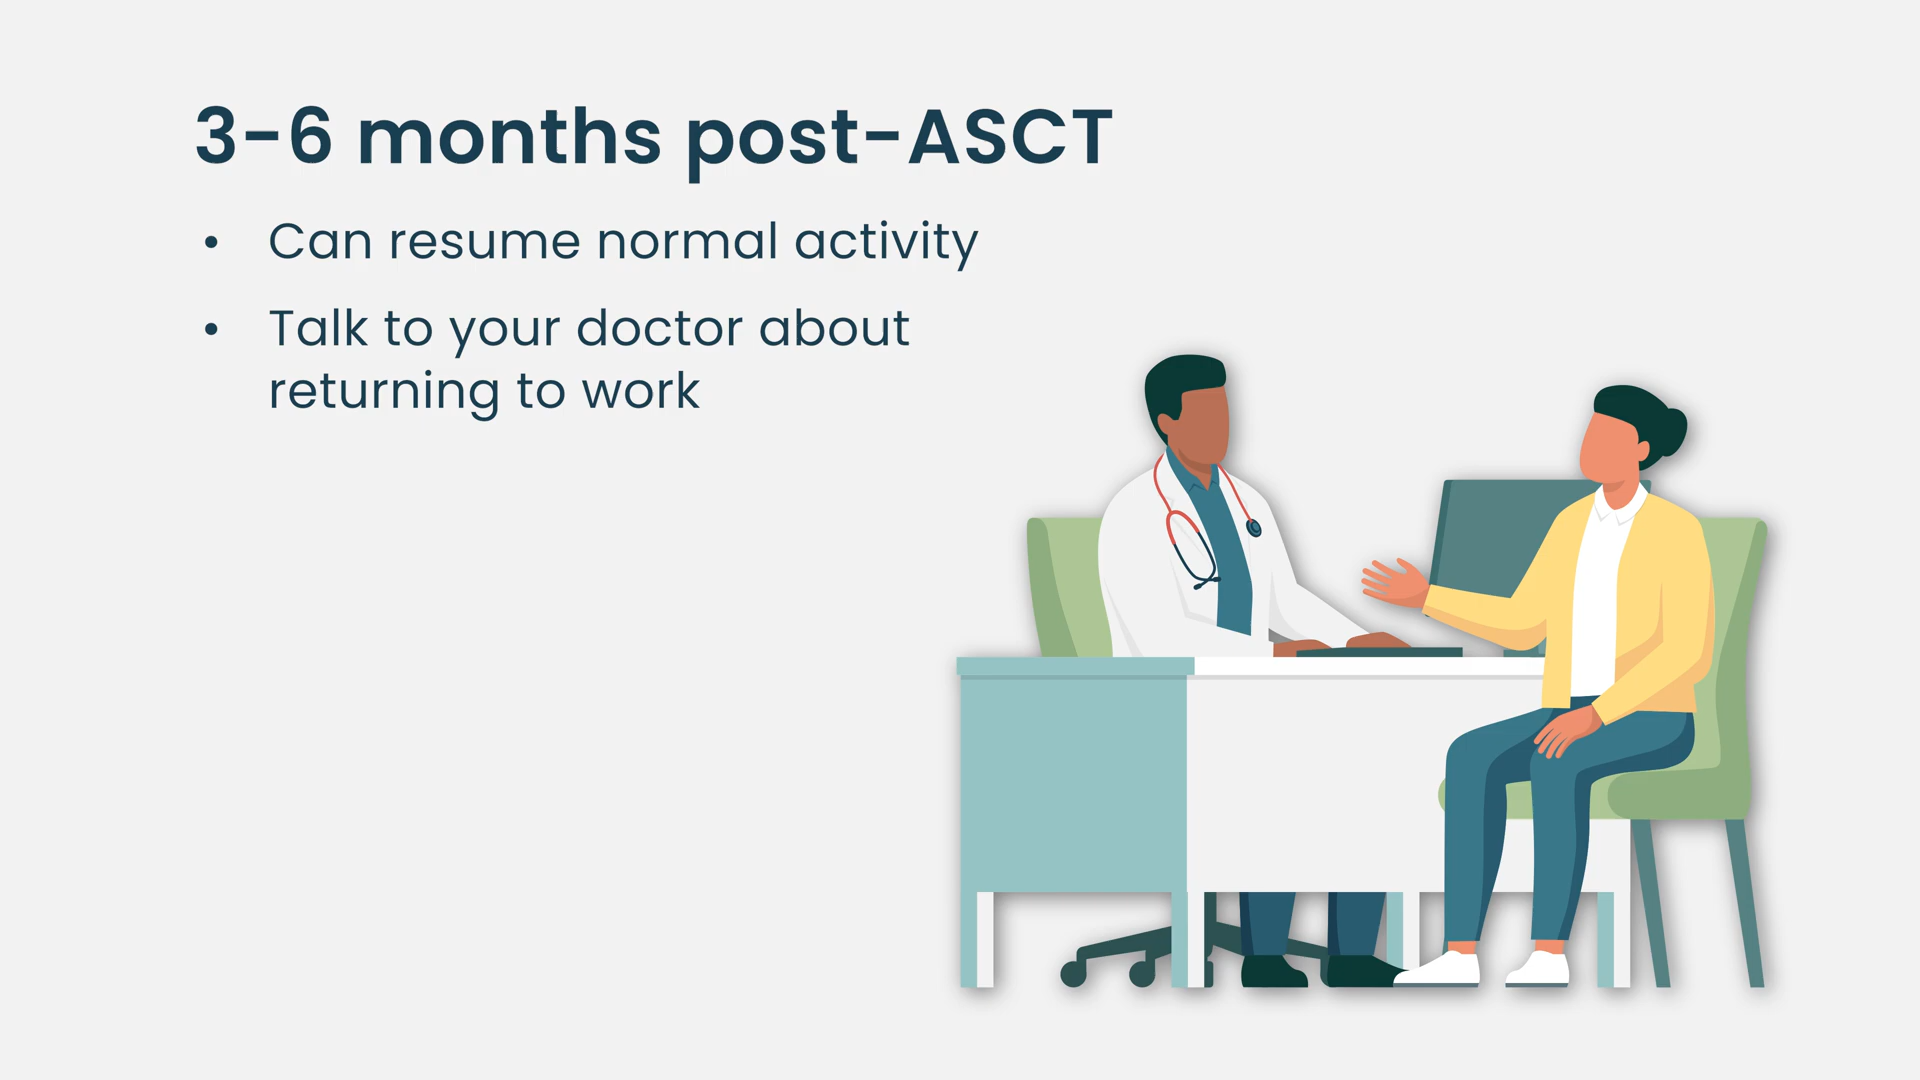 3-6 months post-ASCT
• Can resume normal activity
• Talk to your doctor about
returning to work